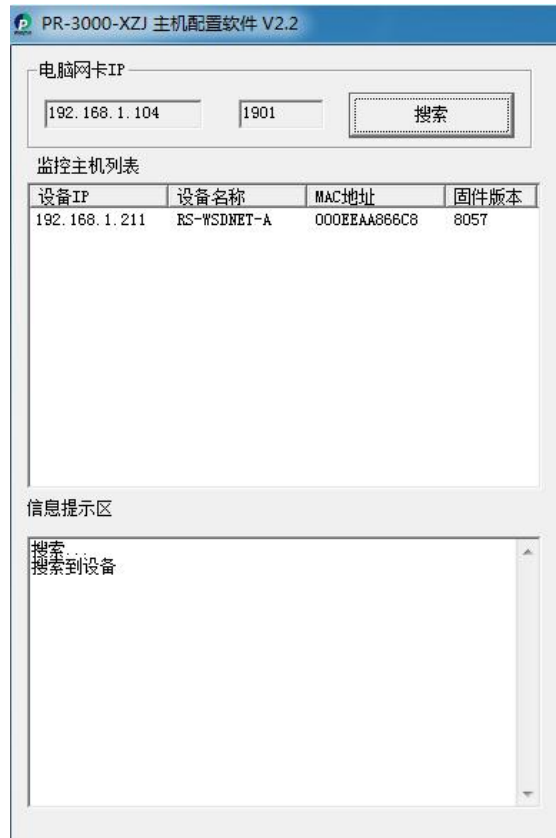 PR-3000-XZJ 主机配置软件 V2.2
电脑网卡IP
192.168.1.104 1901 搜索
监控主机列表
设备IP 设备名称 MAC地址 固件版本
192.168.1.211 RS-WSDNET-A 000EEAA866C8 8057
信息提示区
搜索...
搜索到设备